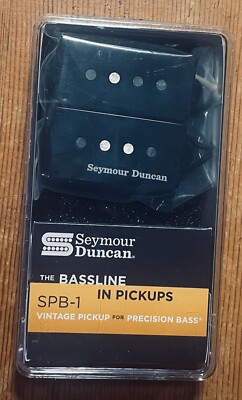 Seymour Duncan
Seymour
Duncan®
THE BASSLINE
IN PICKUPS
SPB-1
VINTAGE PICKUP FOR PRECISION BASS®